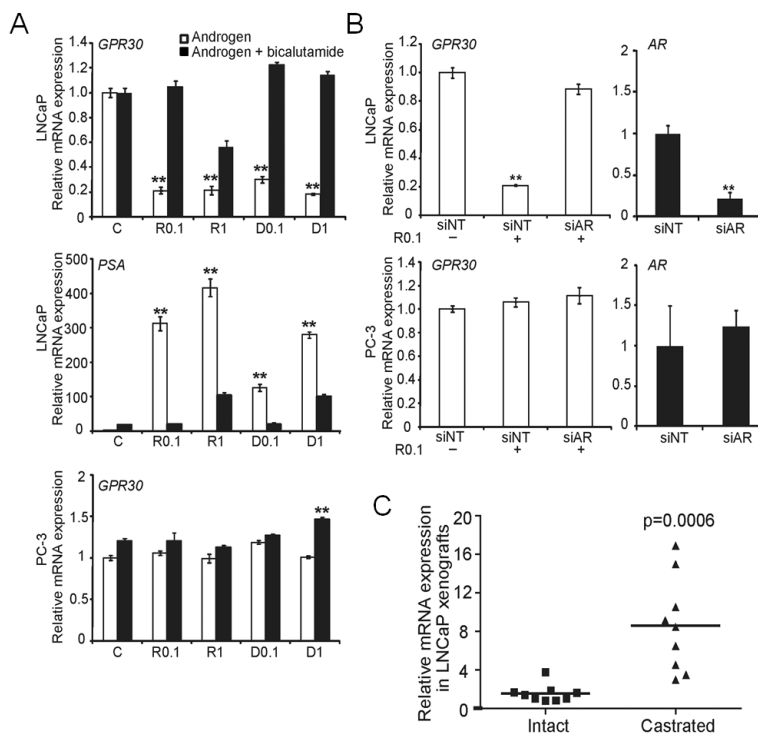 A
GPR30
Androgen
Androgen + bicalutamide
LNCaP
Relative mRNA expression
1.4
1.2
1.0
0.8
0.6
0.4
0.2
0
** ** ** **
C R0.1 R1 D0.1 D1
PSA
LNCaP
Relative mRNA expression
500
400
300
200
100
0
** ** ** **
C R0.1 R1 D0.1 D1
GPR30
PC-3
Relative mRNA expression
2
1.5
1
0.5
0
**
C R0.1 R1 D0.1 D1
B
GPR30
LNCaP
Relative mRNA expression
1.2
1.0
0.8
0.6
0.4
0.2
0
**
siNT siNT siAR
R0.1 – + +
AR
2
1.5
1
0.5
0
**
siNT siAR
GPR30
PC-3
Relative mRNA expression
1.4
1.2
1.0
0.8
0.6
0.4
0.2
0
siNT siNT siAR
R0.1 – + +
AR
2
1.5
1
0.5
0
siNT siAR
C
Relative mRNA expression
in LNCaP xenografts
20
16
12
8
4
0
p=0.0006
Intact Castrated